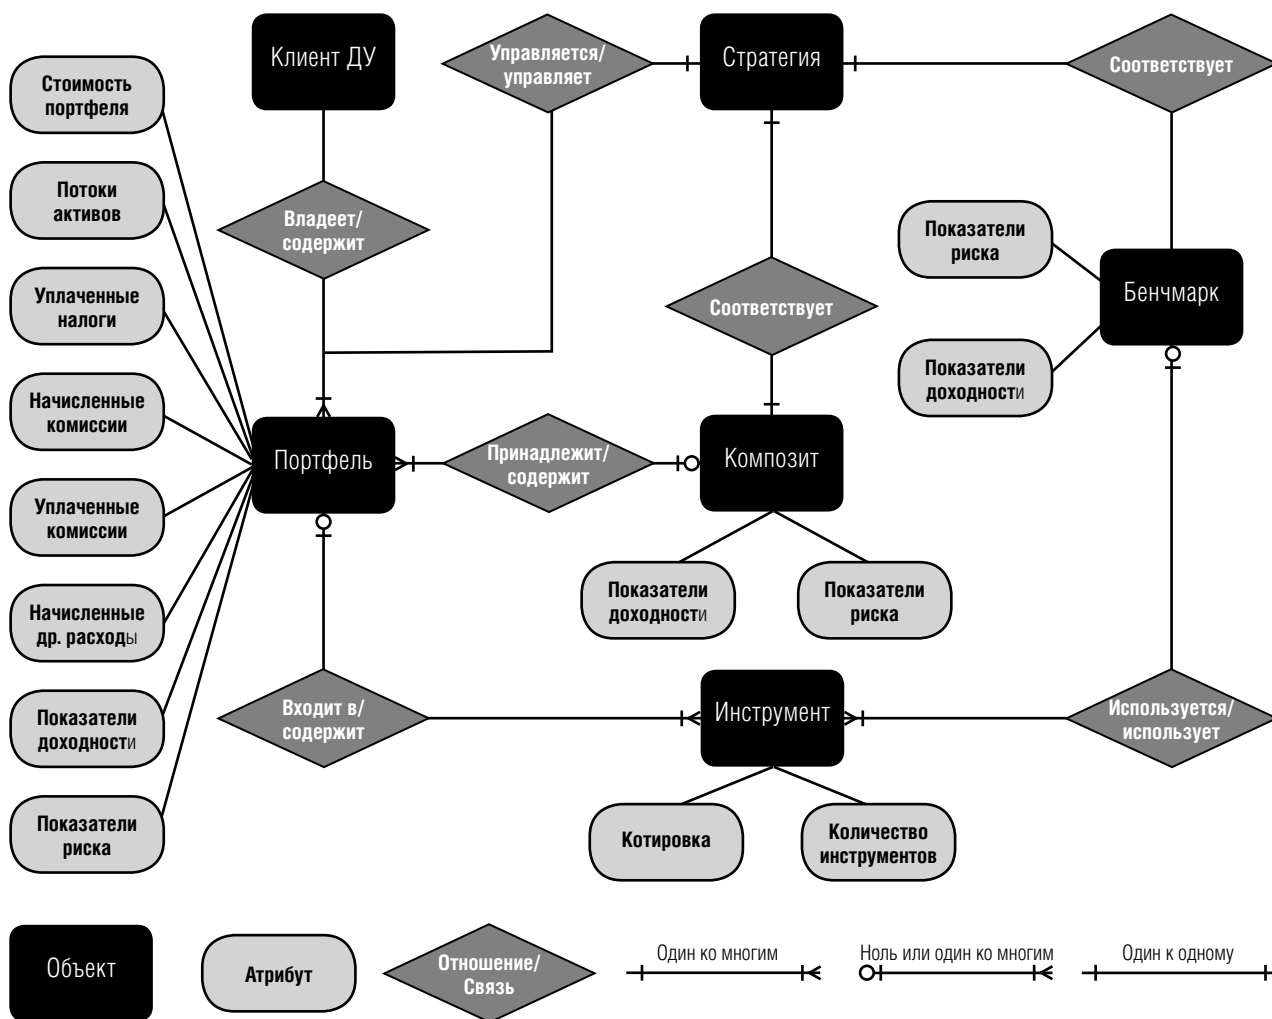 Клиент ДУ
Управляется/
управляет
Стратегия
Соответствует
Стоимость
портфеля
Потоки
активов
Уплаченные
налоги
Начисленные
комиссии
Уплаченные
комиссии
Начисленные
др. расходы
Показатели
доходности
Показатели
риска
Владеет/
содержит
Соответствует
Показатели
риска
Бенчмарк
Показатели
доходности
Портфель
Принадлежит/
содержит
Композит
Показатели
доходности
Показатели
риска
Входит в/
содержит
Инструмент
Используется/
использует
Котировка
Количество
инструментов
Объект
Атрибут
Отношение/
Связь
Один ко многим
Ноль или один ко многим
Один к одному